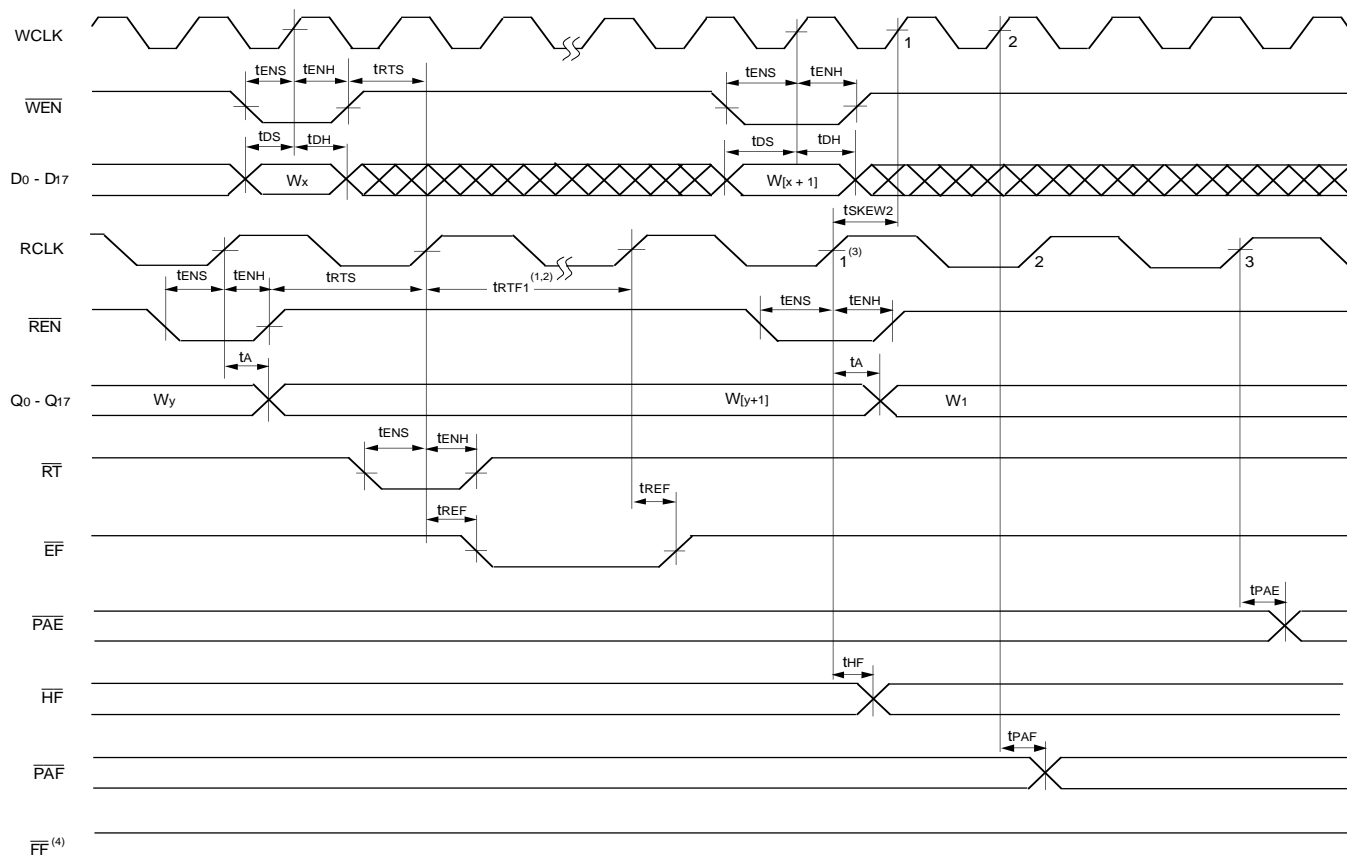 WCLK
1
2
tENS
tENH
tRTS
tENS
tENH
WEN
tDS
tDH
tDS
tDH
D0 - D17
Wx
W[x + 1]
tSKEW2
RCLK
1(3)
2
3
tENS
tENH
tRTS
tRTF1(1,2)
tENS
tENH
REN
tA
tA
Q0 - Q17
Wy
W[y+1]
W1
tENS
tENH
RT
tREF
tREF
EF
tPAE
PAE
tHF
HF
tPAF
PAF
FF(4)